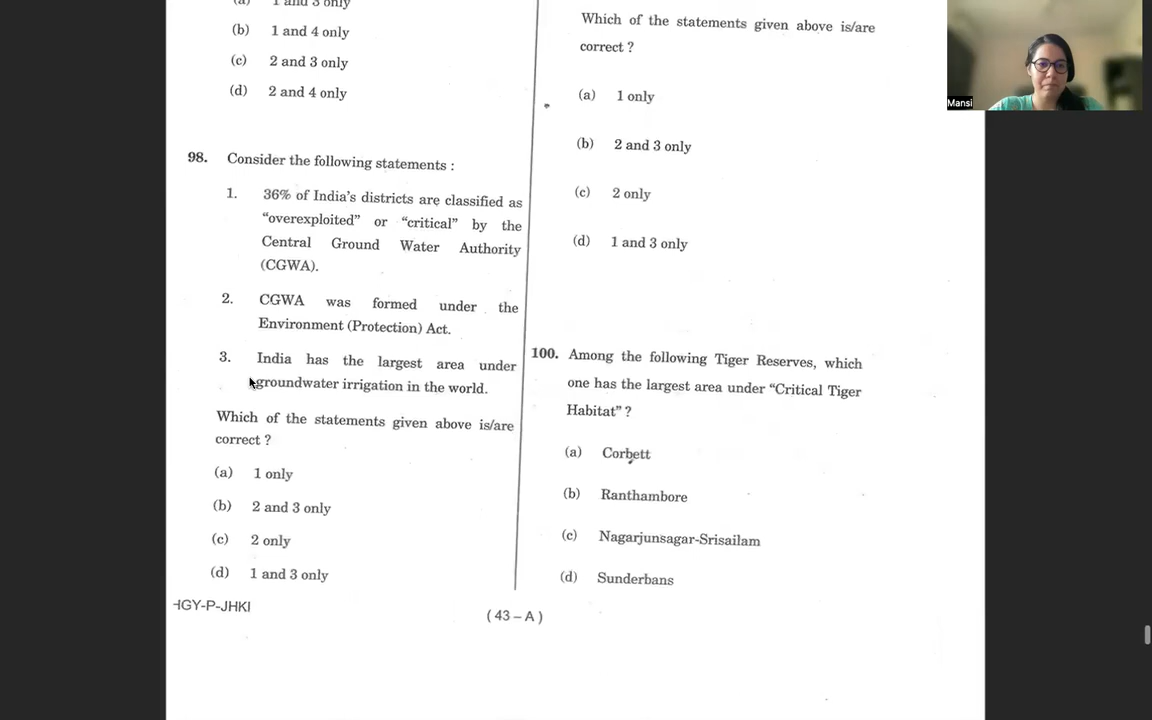 (a) 1 and 3 only
(b) 1 and 4 only
(c) 2 and 3 only
(d) 2 and 4 only
98. Consider the following statements :
1. 36% of India's districts are classified as
"overexploited" or "critical" by the
Central Ground Water Authority
(CGWA).
2. CGWA was formed under the
Environment (Protection) Act.
3. India has the largest area under
groundwater irrigation in the world.
Which of the statements given above is/are
correct ?
(a) 1 only
(b) 2 and 3 only
(c) 2 only
(d) 1 and 3 only
HGY-P-JHKI
( 43 – A )
Which of the statements given above is/are
correct ?
(a) 1 only
(b) 2 and 3 only
(c) 2 only
(d) 1 and 3 only
100. Among the following Tiger Reserves, which
one has the largest area under "Critical Tiger
Habitat" ?
(a) Corbett
(b) Ranthambore
(c) Nagarjunsagar-Srisailam
(d) Sunderbans
Mansi